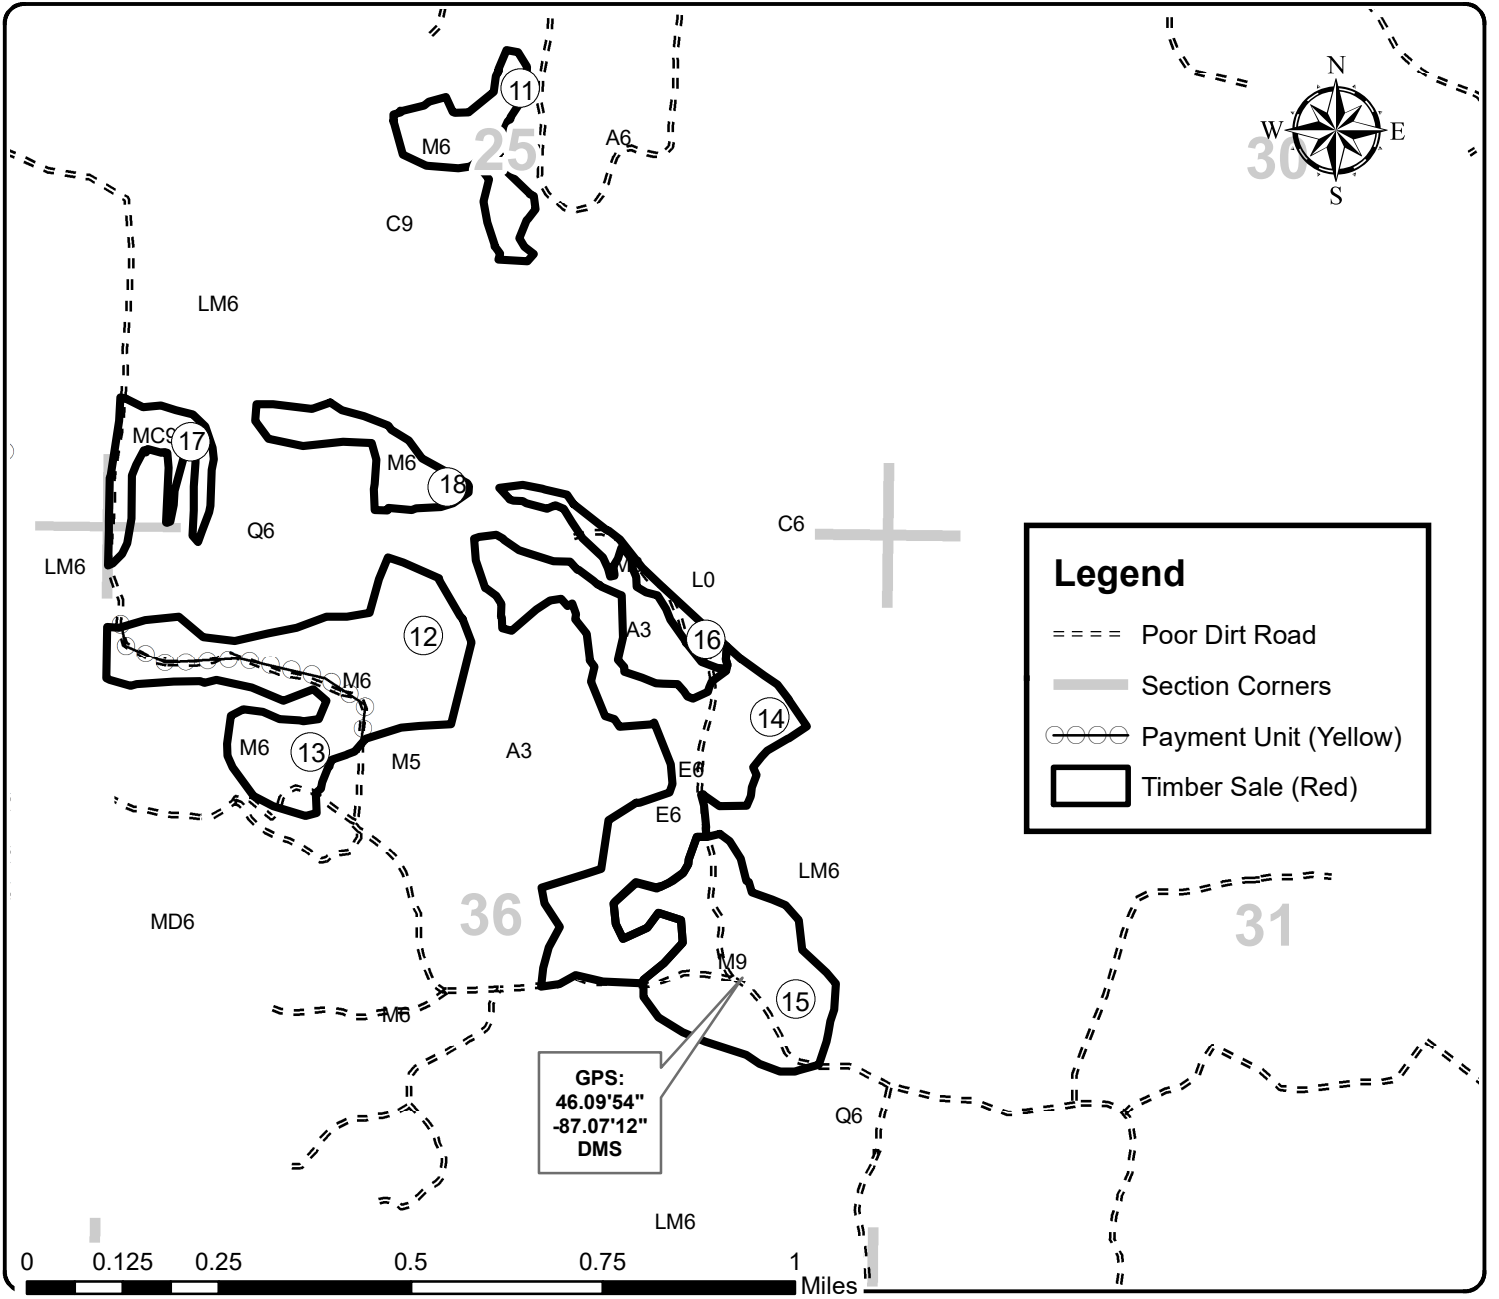 N
11
A6
25
M6
W
E
30
S
C9
LM6
MC9
17
M6
18
Q6
C6
LM6
L0
12
A3
16
M6
14
M6
13
M5
A3
E6
E6
LM6
36
MD6
31
M9
15
M6
GPS:
46.09'54"
-87.07'12"
DMS
Q6
LM6
Legend
Poor Dirt Road
Section Corners
Payment Unit (Yellow)
Timber Sale (Red)
0 0.125 0.25 0.5 0.75 1
Miles